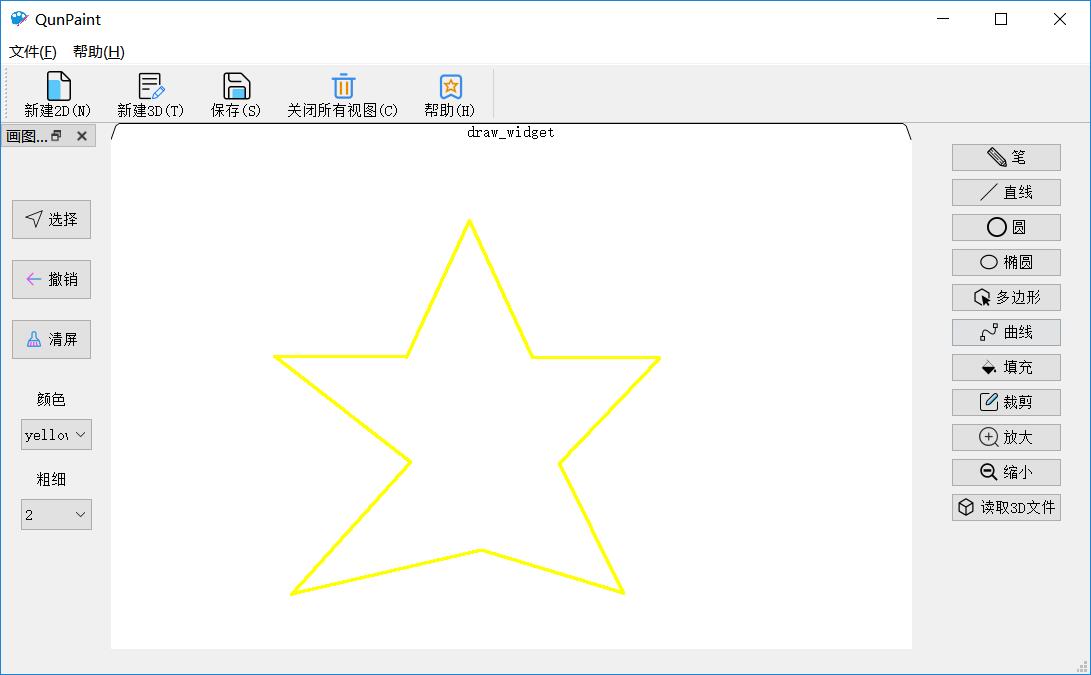 QunPaint
文件(F) 帮助(H)
新建2D(N) 新建3D(T) 保存(S) 关闭所有视图(C) 帮助(H)
画图...
draw_widget
选择
撤销
清屏
颜色
yellow
粗细
2
笔
直线
圆
椭圆
多边形
曲线
填充
裁剪
放大
缩小
读取3D文件